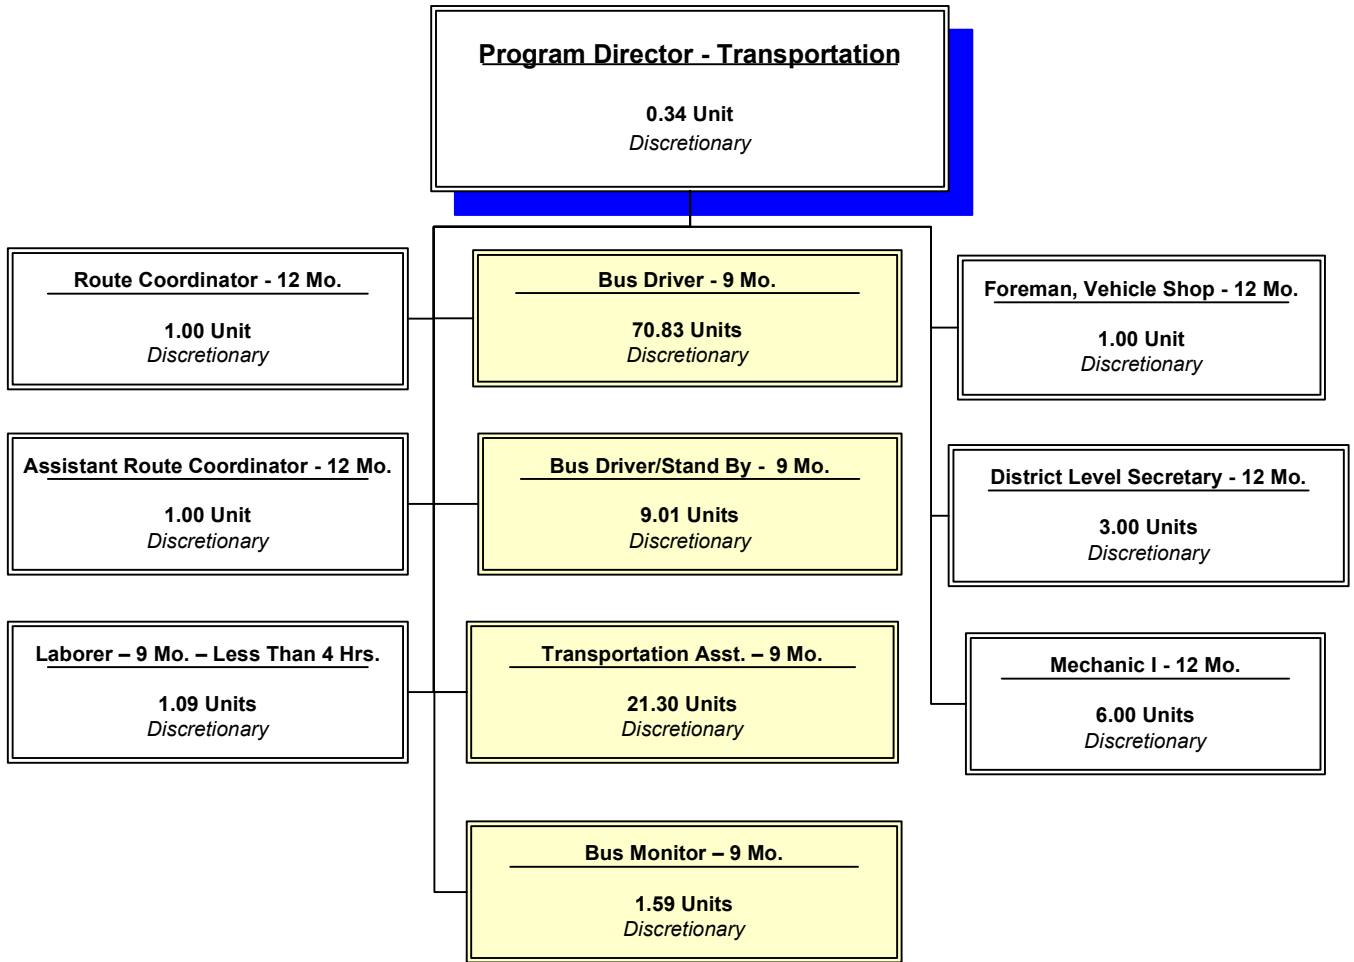 Program Director - Transportation
0.34 Unit
Discretionary
Route Coordinator - 12 Mo.
1.00 Unit
Discretionary
Bus Driver - 9 Mo.
70.83 Units
Discretionary
Foreman, Vehicle Shop - 12 Mo.
1.00 Unit
Discretionary
Assistant Route Coordinator - 12 Mo.
1.00 Unit
Discretionary
Bus Driver/Stand By -  9 Mo.
9.01 Units
Discretionary
District Level Secretary - 12 Mo.
3.00 Units
Discretionary
Laborer – 9 Mo. – Less Than 4 Hrs.
1.09 Units
Discretionary
Transportation Asst. – 9 Mo.
21.30 Units
Discretionary
Mechanic I - 12 Mo.
6.00 Units
Discretionary
Bus Monitor – 9 Mo.
1.59 Units
Discretionary